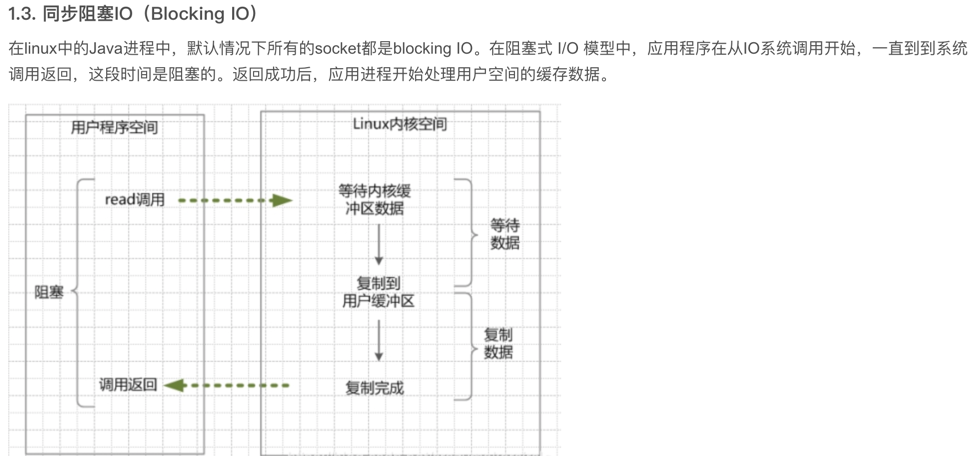 1.3. 同步阻塞IO（Blocking IO）
在linux中的Java进程中，默认情况下所有的socket都是blocking IO。在阻塞式 I/O 模型中，应用程序在从IO系统调用开始，一直到到系统
调用返回，这段时间是阻塞的。返回成功后，应用进程开始处理用户空间的缓存数据。
用户程序空间
Linux内核空间
read调用
等待内核缓
冲区数据
等待
数据
阻塞
复制到
用户缓冲区
复制
数据
调用返回
复制完成